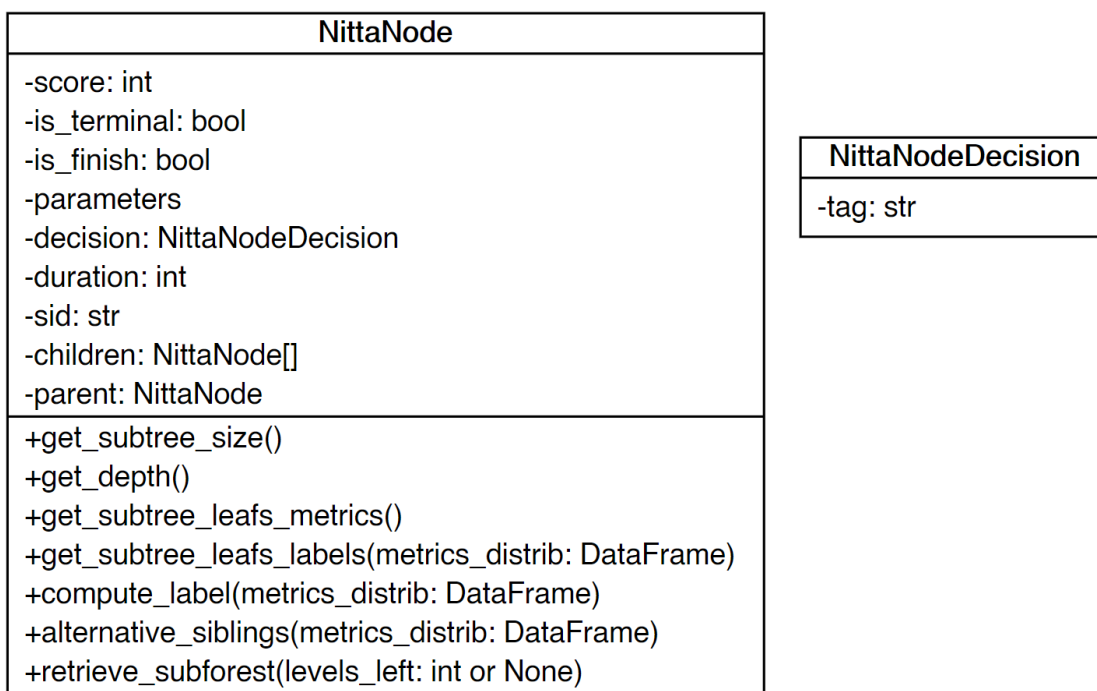 NittaNode
-score: int
-is_terminal: bool
-is_finish: bool
-parameters
-decision: NittaNodeDecision
-duration: int
-sid: str
-children: NittaNode[]
-parent: NittaNode
+get_subtree_size()
+get_depth()
+get_subtree_leafs_metrics()
+get_subtree_leafs_labels(metrics_distrib: DataFrame)
+compute_label(metrics_distrib: DataFrame)
+alternative_siblings(metrics_distrib: DataFrame)
+retrieve_subforest(levels_left: int or None)
NittaNodeDecision
-tag: str